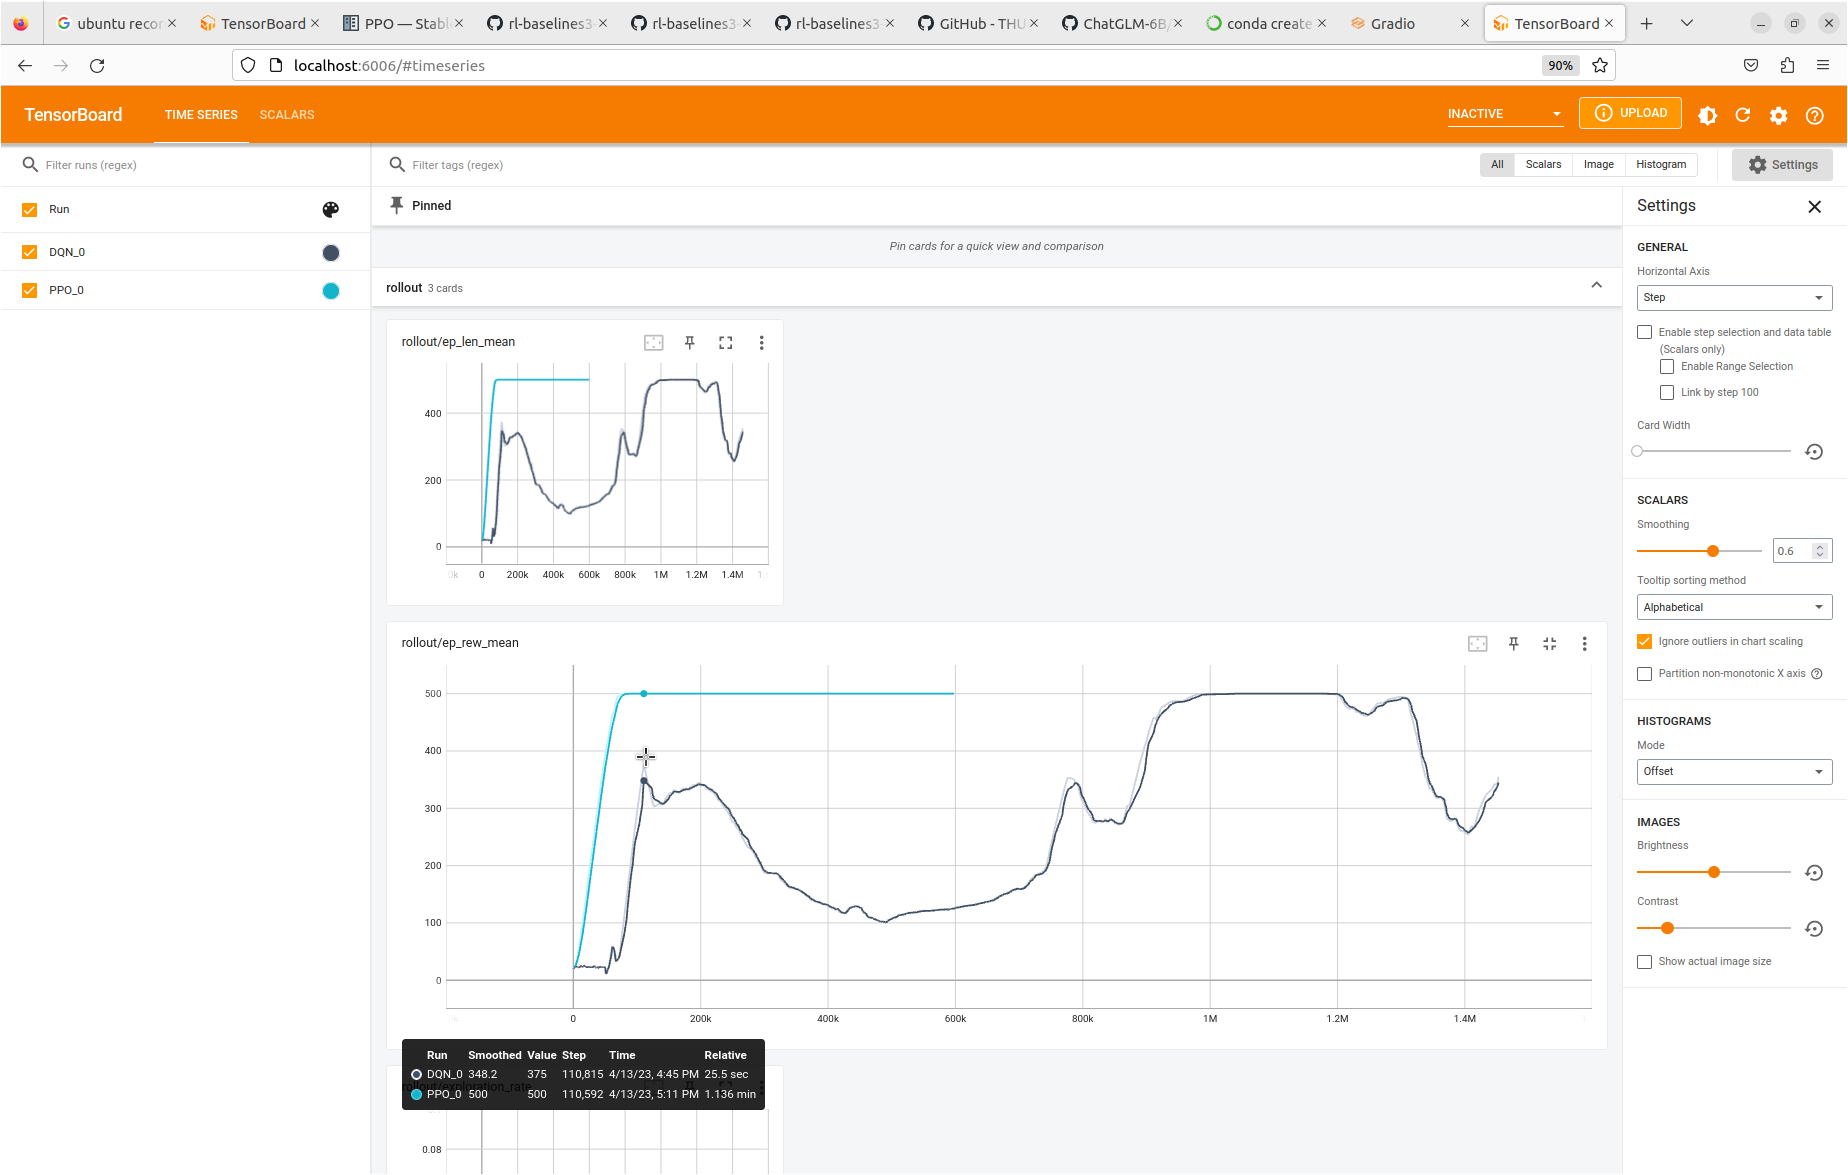 ubuntu recor
TensorBoard
PPO — Stabl
rl-baselines3-
rl-baselines3-
rl-baselines3-
GitHub - THU
ChatGLM-6B/
conda create
Gradio
TensorBoard
localhost:6006/#timeseries
90%
TensorBoard
TIME SERIES
SCALARS
INACTIVE
UPLOAD
Filter runs (regex)
Filter tags (regex)
All
Scalars
Image
Histogram
Settings
Run
DQN_0
PPO_0
Pinned
Pin cards for a quick view and comparison
rollout 3 cards
rollout/ep_len_mean
400
200
0
0 200k 400k 600k 800k 1M 1.2M 1.4M
rollout/ep_rew_mean
500
400
300
200
100
0
0 200k 400k 600k 800k 1M 1.2M 1.4M
Run Smoothed Value Step Time Relative
DQN_0 348.2 375 110,815 4/13/23, 4:45 PM 25.5 sec
PPO_0 500 500 110,592 4/13/23, 5:11 PM 1.136 min
rollout/exploration_rate
0.08
Settings
GENERAL
Horizontal Axis
Step
Enable step selection and data table
(Scalars only)
Enable Range Selection
Link by step 100
Card Width
SCALARS
Smoothing
0.6
Tooltip sorting method
Alphabetical
Ignore outliers in chart scaling
Partition non-monotonic X axis
HISTOGRAMS
Mode
Offset
IMAGES
Brightness
Contrast
Show actual image size